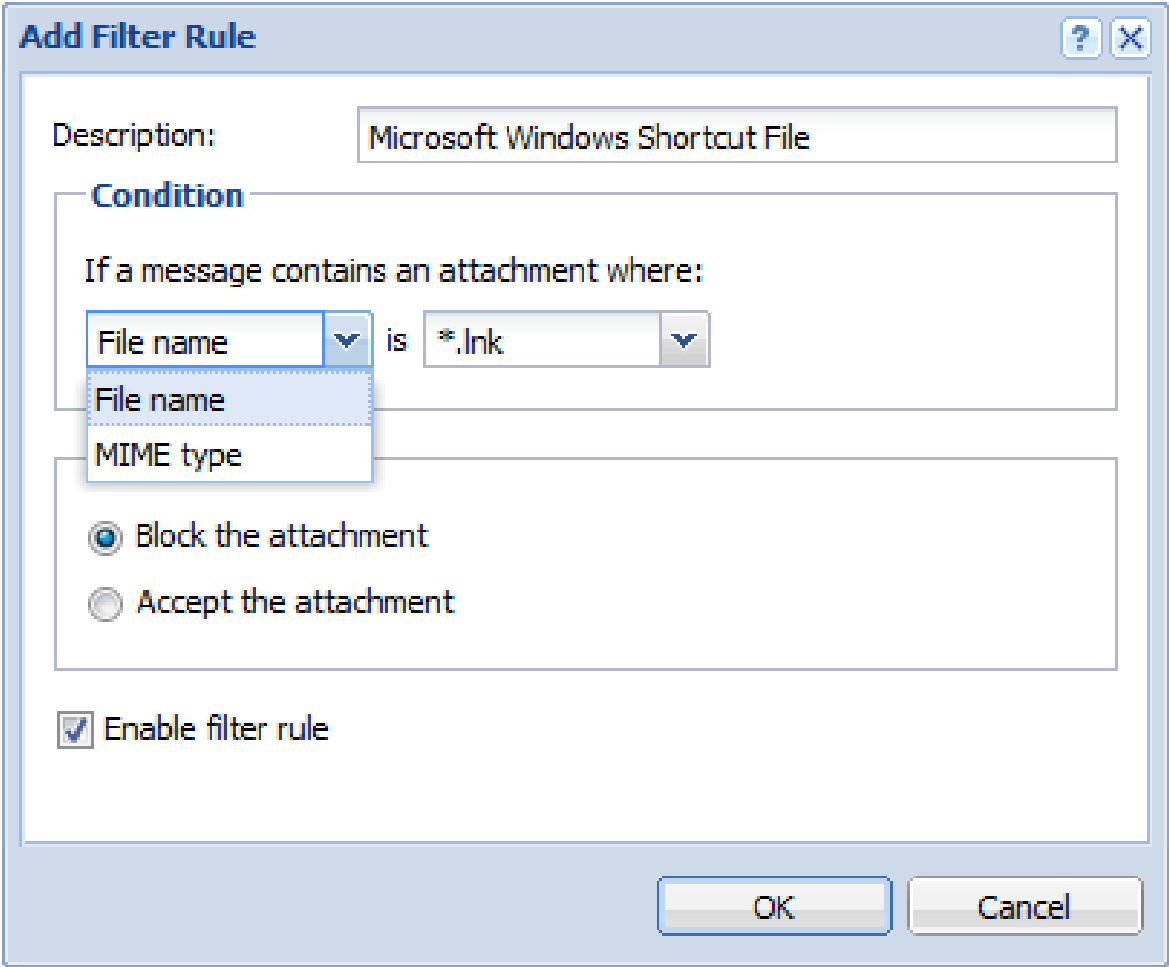 Add Filter Rule ?
Description: Microsoft Windows Shortcut File
Condition
If a message contains an attachment where:
File name is *.lnk
File name
MIME type
Block the attachment
Accept the attachment
Enable filter rule
OK Cancel